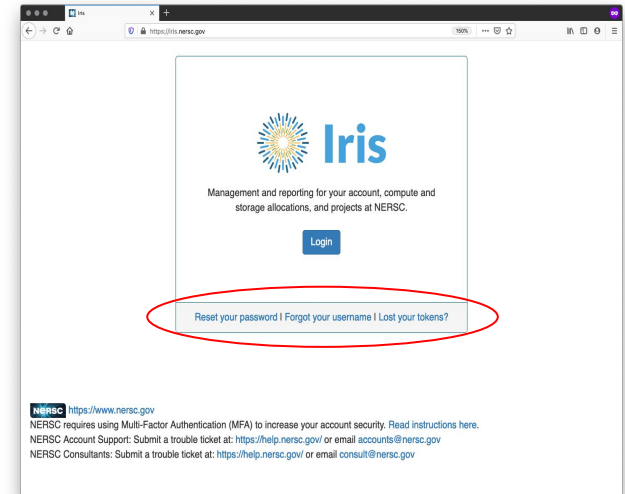 Iris
https://iris.nersc.gov
150%
Iris
Management and reporting for your account, compute and
storage allocations, and projects at NERSC.
Login
Reset your password | Forgot your username | Lost your tokens?
NERSC https://www.nersc.gov
NERSC requires using Multi-Factor Authentication (MFA) to increase your account security. Read instructions here.
NERSC Account Support: Submit a trouble ticket at: https://help.nersc.gov/ or email accounts@nersc.gov
NERSC Consultants: Submit a trouble ticket at: https://help.nersc.gov/ or email consult@nersc.gov